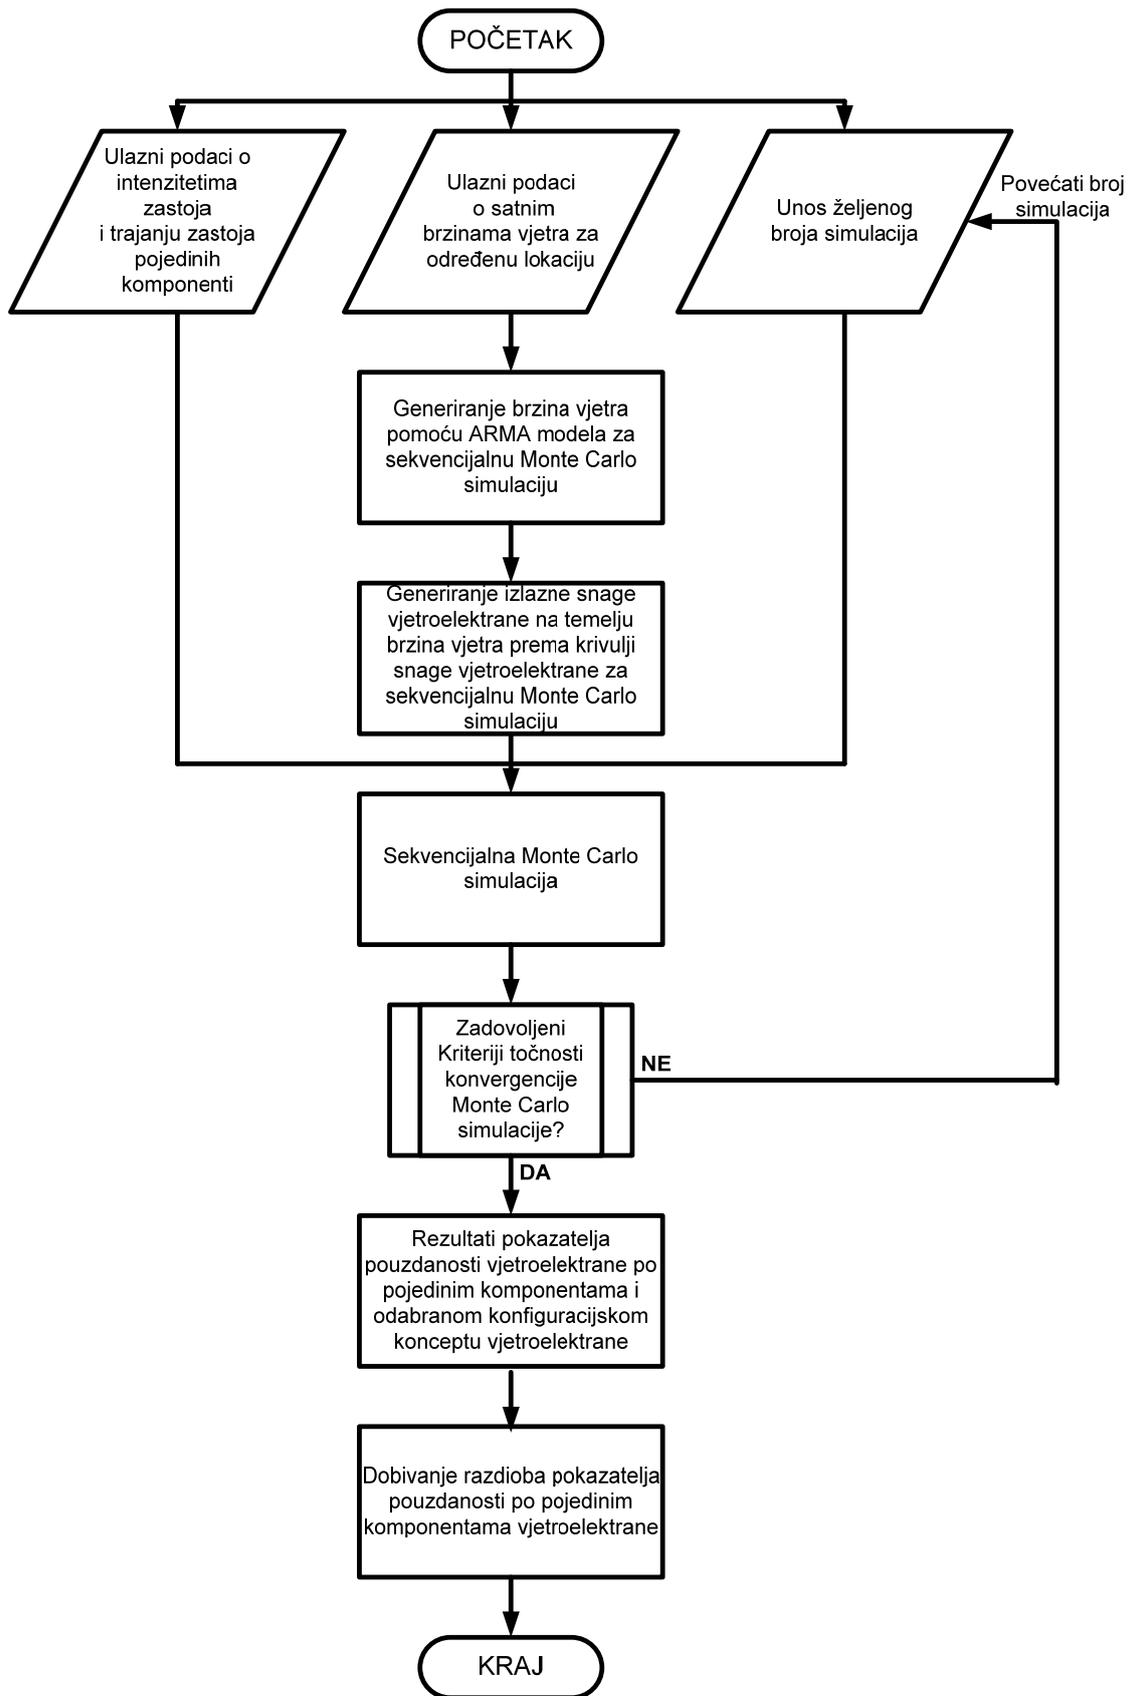 POČETAK
Ulazni podaci o
intenzitetima
zastoja
i trajanju zastoja
pojedinih
komponenti
Ulazni podaci
o satnim
brzinama vjetra za
određenu lokaciju
Unos željenog
broja simulacija
Povećati broj
simulacija
Generiranje brzina vjetra
pomoću ARMA modela za
sekvencijalnu Monte Carlo
simulaciju
Generiranje izlazne snage
vjetroelektrane na temelju
brzina vjetra prema krivulji
snage vjetroelektrane za
sekvencijalnu Monte Carlo
simulaciju
Sekvencijalna Monte Carlo
simulacija
Zadovoljeni
Kriteriji točnosti
konvergencije
Monte Carlo
simulacije?
NE
DA
Rezultati pokazatelja
pouzdanosti vjetroelektrane po
pojedinim komponentama i
odabranom konfiguracijskom
konceptu vjetroelektrane
Dobivanje razdioba pokazatelja
pouzdanosti po pojedinim
komponentama vjetroelektrane
KRAJ